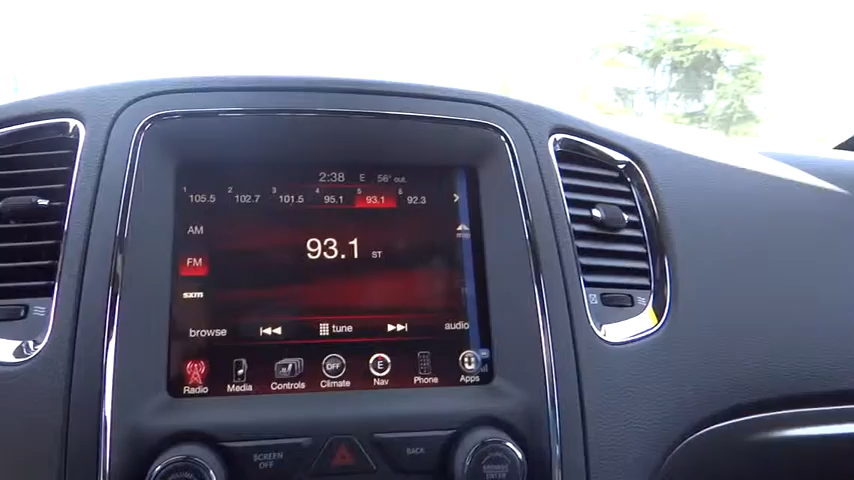 2:38 E 56° out
1 105.5 2 102.7 3 101.5 4 95.1 5 93.1 6 92.3
AM
93.1 ST
FM
sxm
browse tune audio
OFF E
Radio Media Controls Climate Nav Phone Apps
SCREEN OFF BACK
BROWSE
ENTER